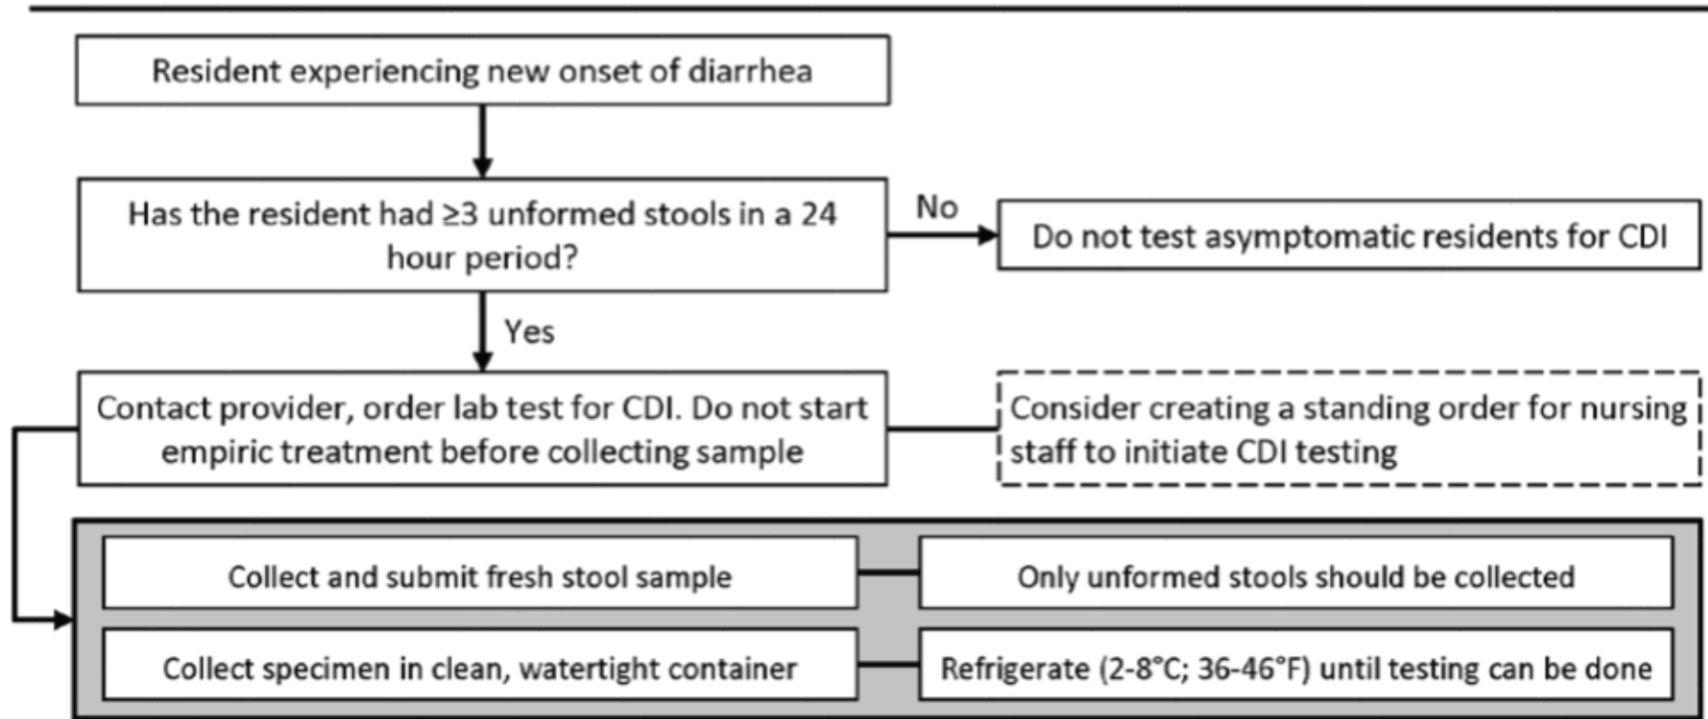 Resident experiencing new onset of diarrhea
Has the resident had ≥3 unformed stools in a 24
hour period?
No
Do not test asymptomatic residents for CDI
Yes
Contact provider, order lab test for CDI. Do not start
empiric treatment before collecting sample
Consider creating a standing order for nursing
staff to initiate CDI testing
Collect and submit fresh stool sample
Only unformed stools should be collected
Collect specimen in clean, watertight container
Refrigerate (2-8°C; 36-46°F) until testing can be done